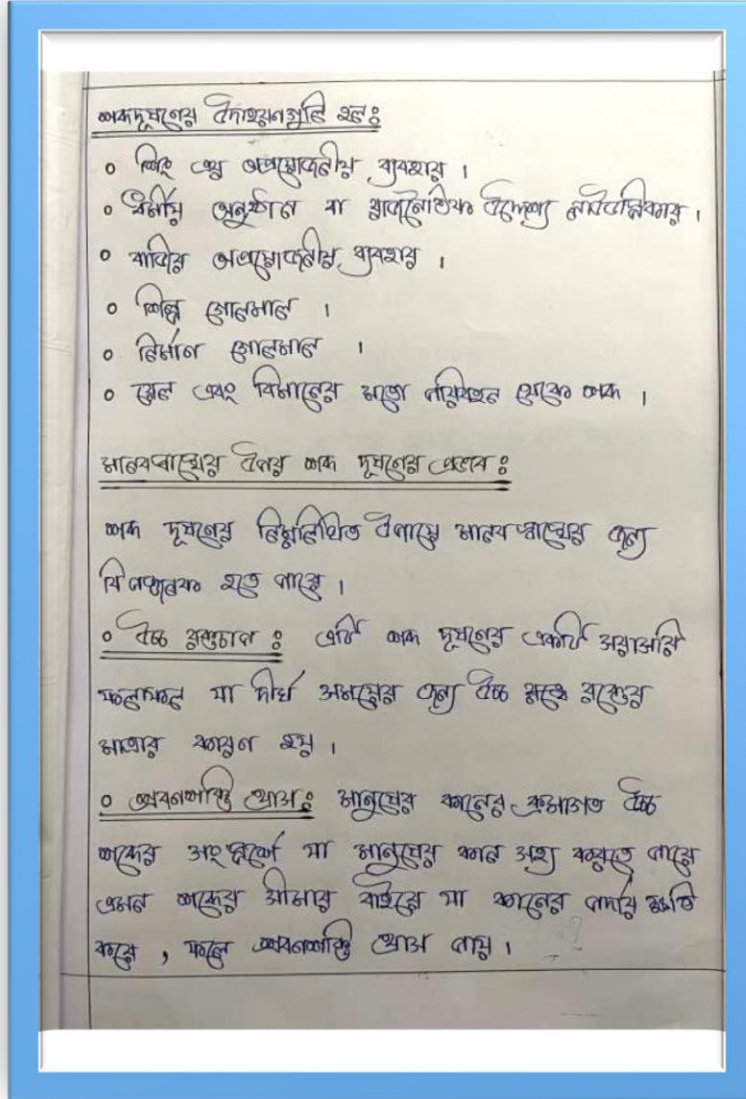 শব্দদূষণের উদাহরনগুলি হল :
০ শিং এর অপ্রয়োজনীয় ব্যবহার ।
০ ধর্মীয় অনুষ্ঠান বা রাজনৈতিক উদ্দেশ্য লাউডস্পিকার ।
০ বাজির অপ্রয়োজনীয় ব্যবহার ।
০ শিল্প গোলমাল ।
০ নির্মাণ গোলমাল ।
০ রেল এবং বিমানের মতো পরিবহন থেকে শব্দ ।
মানবস্বাস্থ্যের উপর শব্দ দূষণের প্রভাব :
শব্দ দূষণের নিম্নলিখিত উপায়ে মানব স্বাস্থ্যের জন্য
বিপজ্জনক হতে পারে ।
০ উচ্চ রক্তচাপ : এটি শব্দ দূষণের একটি সরাসরি
ফলাফল যা দীর্ঘ সময়ের জন্য উচ্চ রক্তে রক্তের
মাত্রার কারণ হয় ।
০ শ্রবণশক্তি হ্রাস : মানুষের কানের ক্রমাগত উচ্চ
শব্দের সংস্পর্শে যা মানুষের কান সহ্য করতে পারে
এমন শব্দের সীমার বাইরে যা কানের পর্দায় ক্ষতি
করে , ফলে শ্রবণশক্তি হ্রাস পায় ।